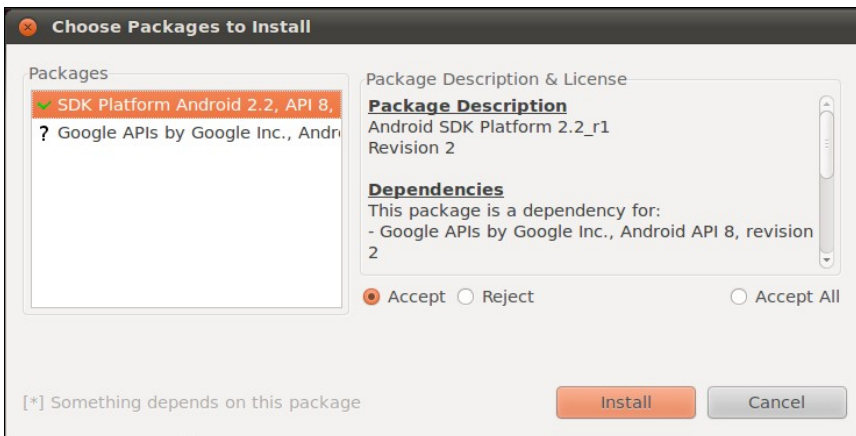 Choose Packages to Install
Packages
SDK Platform Android 2.2, API 8,
? Google APIs by Google Inc., Andr
Package Description & License
Package Description
Android SDK Platform 2.2_r1
Revision 2
Dependencies
This package is a dependency for:
- Google APIs by Google Inc., Android API 8, revision
2
Accept Reject Accept All
[*] Something depends on this package
Install Cancel